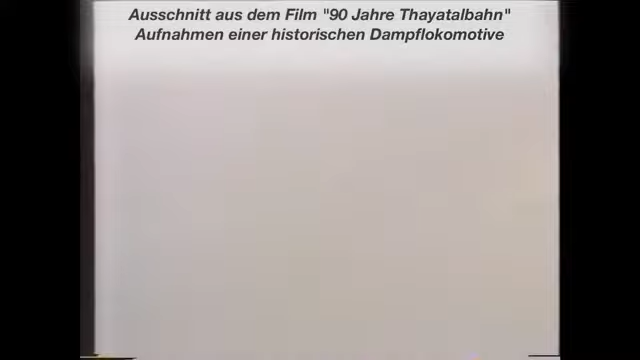 Ausschnitt aus dem Film "90 Jahre Thayatalbahn"
Aufnahmen einer historischen Dampflokomotive